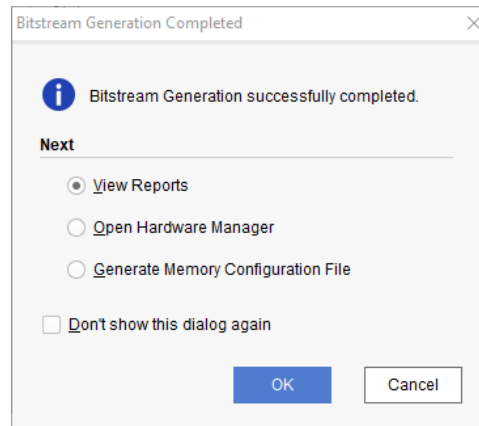 Bitstream Generation Completed
Bitstream Generation successfully completed.
Next
View Reports
Open Hardware Manager
Generate Memory Configuration File
Don't show this dialog again
OK
Cancel